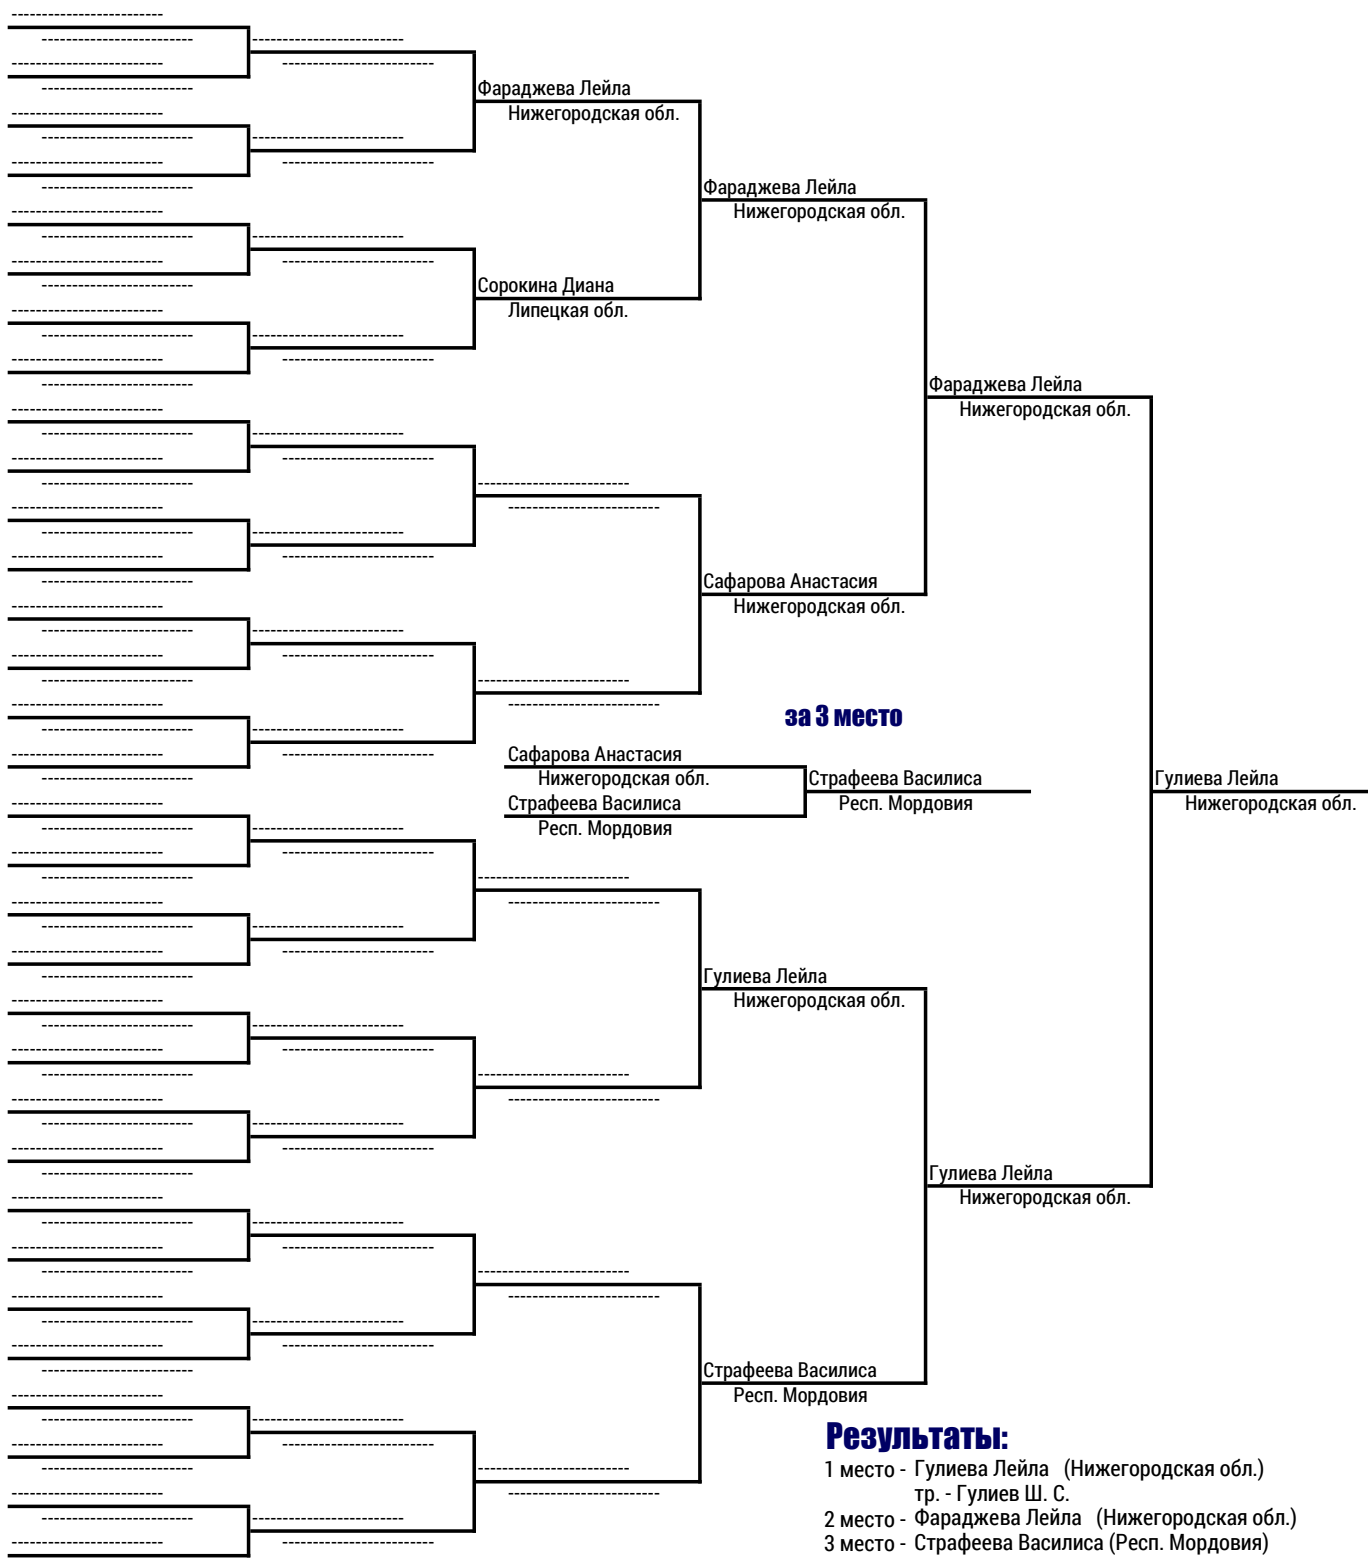 Фараджева Лейла
Нижегородская обл.
Фараджева Лейла
Нижегородская обл.
Сорокина Диана
Липецкая обл.
Фараджева Лейла
Нижегородская обл.
Сафарова Анастасия
Нижегородская обл.
за 3 место
Сафарова Анастасия
Нижегородская обл.
Страфеева Василиса
Респ. Мордовия
Страфеева Василиса
Респ. Мордовия
Гулиева Лейла
Нижегородская обл.
Гулиева Лейла
Нижегородская обл.
Гулиева Лейла
Нижегородская обл.
Страфеева Василиса
Респ. Мордовия
Результаты:
1 место - Гулиева Лейла (Нижегородская обл.)
тр. - Гулиев Ш. С.
2 место - Фараджева Лейла (Нижегородская обл.)
3 место - Страфеева Василиса (Респ. Мордовия)